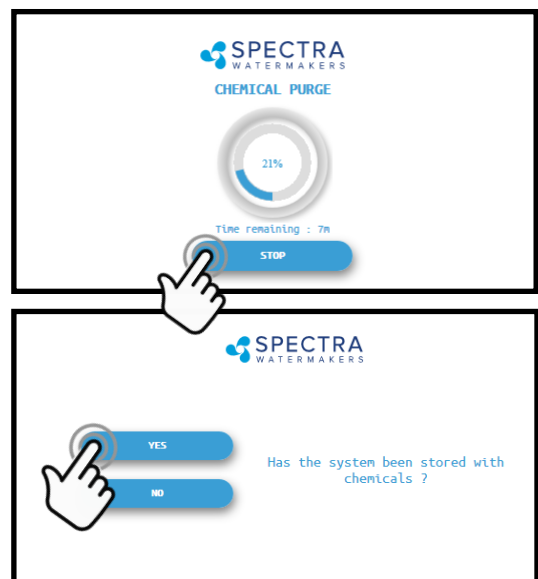 SPECTRA
WATERMAKERS
CHEMICAL PURGE
21%
Time remaining : 7m
STOP
SPECTRA
WATERMAKERS
YES
Has the system been stored with
chemicals ?
NO